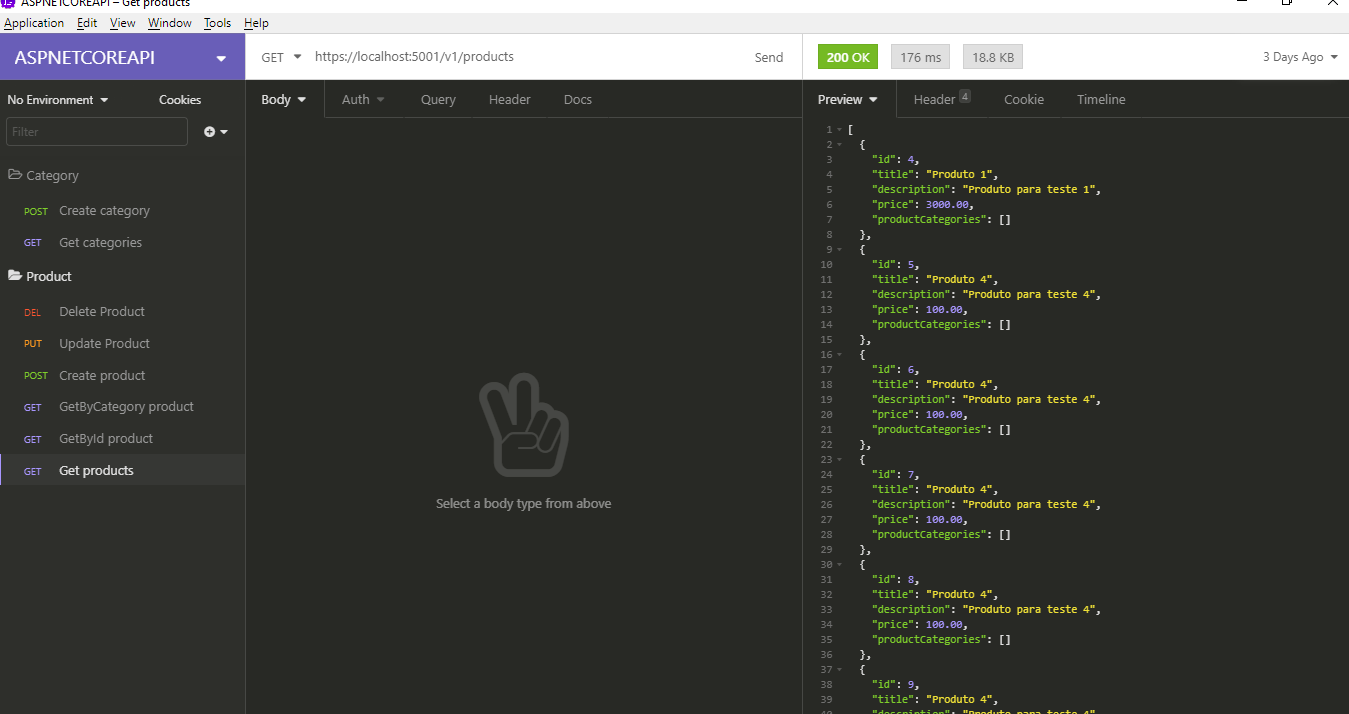 ASPNETCOREAPI – Get products
Application Edit View Window Tools Help
ASPNETCOREAPI
GET https://localhost:5001/v1/products Send
200 OK 176 ms 18.8 KB 3 Days Ago
No Environment Cookies
Body Auth Query Header Docs
Preview Header 4 Cookie Timeline
Filter
Category
POST Create category
GET Get categories
Product
DEL Delete Product
PUT Update Product
POST Create product
GET GetByCategory product
GET GetById product
GET Get products
Select a body type from above
1 [
2 {
3 "id": 4,
4 "title": "Produto 1",
5 "description": "Produto para teste 1",
6 "price": 3000.00,
7 "productCategories": []
8 },
9 {
10 "id": 5,
11 "title": "Produto 4",
12 "description": "Produto para teste 4",
13 "price": 100.00,
14 "productCategories": []
15 },
16 {
17 "id": 6,
18 "title": "Produto 4",
19 "description": "Produto para teste 4",
20 "price": 100.00,
21 "productCategories": []
22 },
23 {
24 "id": 7,
25 "title": "Produto 4",
26 "description": "Produto para teste 4",
27 "price": 100.00,
28 "productCategories": []
29 },
30 {
31 "id": 8,
32 "title": "Produto 4",
33 "description": "Produto para teste 4",
34 "price": 100.00,
35 "productCategories": []
36 },
37 {
38 "id": 9,
39 "title": "Produto 4",
40 "description": "Produto para teste 4",